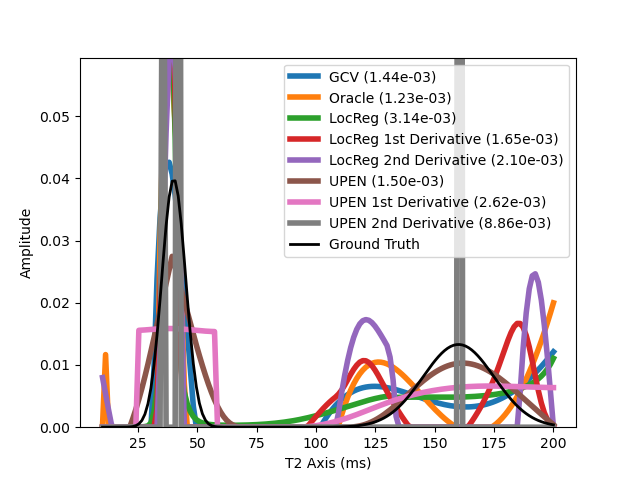 GCV (1.44e-03)
Oracle (1.23e-03)
LocReg (3.14e-03)
LocReg 1st Derivative (1.65e-03)
LocReg 2nd Derivative (2.10e-03)
UPEN (1.50e-03)
UPEN 1st Derivative (2.62e-03)
UPEN 2nd Derivative (8.86e-03)
Ground Truth
Amplitude
0.05
0.04
0.03
0.02
0.01
0.00
25 50 75 100 125 150 175 200
T2 Axis (ms)